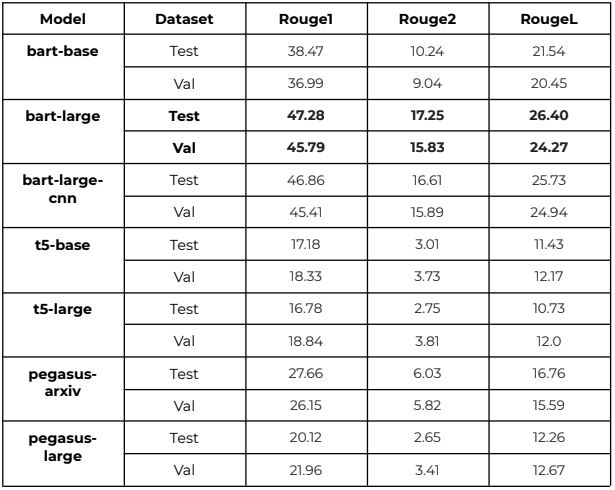 Model Dataset Rouge1 Rouge2 RougeL
bart-base Test 38.47 10.24 21.54
Val 36.99 9.04 20.45
bart-large Test 47.28 17.25 26.40
Val 45.79 15.83 24.27
bart-large- Test 46.86 16.61 25.73
cnn Val 45.41 15.89 24.94
t5-base Test 17.18 3.01 11.43
Val 18.33 3.73 12.17
t5-large Test 16.78 2.75 10.73
Val 18.84 3.81 12.0
pegasus- Test 27.66 6.03 16.76
arxiv Val 26.15 5.82 15.59
pegasus- Test 20.12 2.65 12.26
large Val 21.96 3.41 12.67